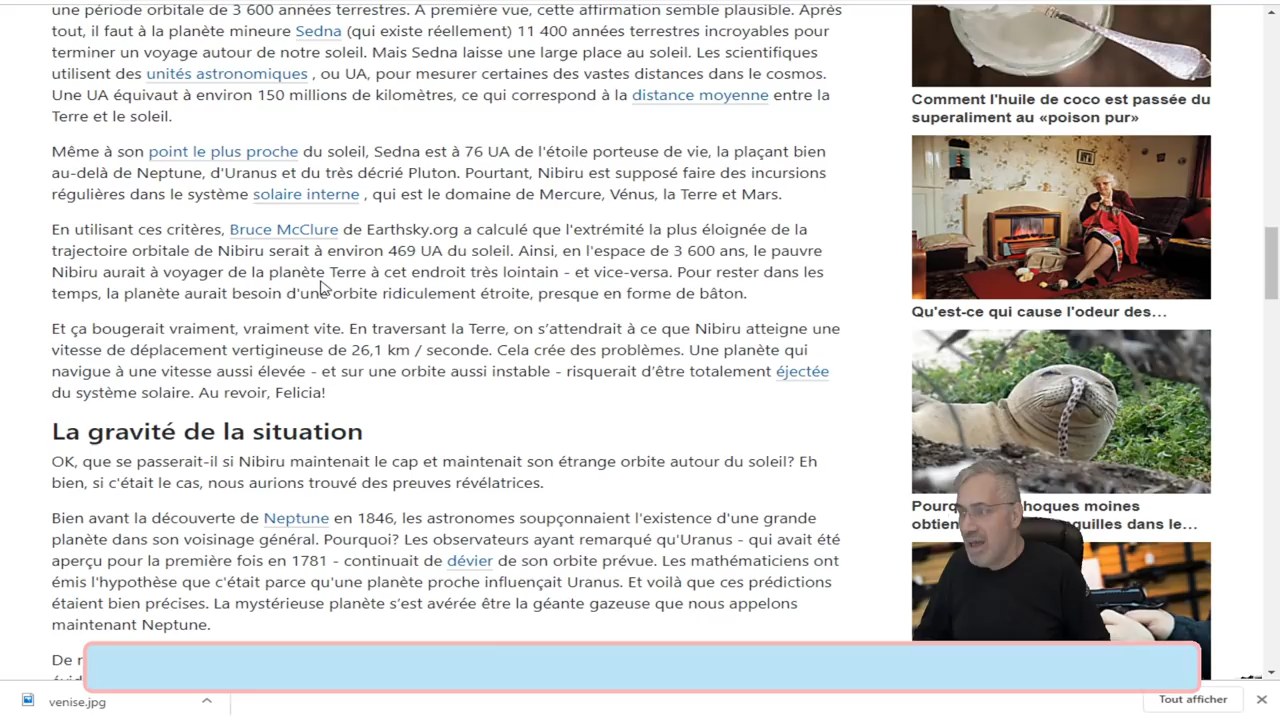 une période orbitale de 3 600 années terrestres. A première vue, cette affirmation semble plausible. Après
tout, il faut à la planète mineure Sedna (qui existe réellement) 11 400 années terrestres incroyables pour
terminer un voyage autour de notre soleil. Mais Sedna laisse une large place au soleil. Les scientifiques
utilisent des unités astronomiques , ou UA, pour mesurer certaines des vastes distances dans le cosmos.
Une UA équivaut à environ 150 millions de kilomètres, ce qui correspond à la distance moyenne entre la
Terre et le soleil.
Même à son point le plus proche du soleil, Sedna est à 76 UA de l'étoile porteuse de vie, la plaçant bien
au-delà de Neptune, d'Uranus et du très décrié Pluton. Pourtant, Nibiru est supposé faire des incursions
régulières dans le système solaire interne , qui est le domaine de Mercure, Vénus, la Terre et Mars.
En utilisant ces critères, Bruce McClure de Earthsky.org a calculé que l'extrémité la plus éloignée de la
trajectoire orbitale de Nibiru serait à environ 469 UA du soleil. Ainsi, en l'espace de 3 600 ans, le pauvre
Nibiru aurait à voyager de la planète Terre à cet endroit très lointain - et vice-versa. Pour rester dans les
temps, la planète aurait besoin d'une orbite ridiculement étroite, presque en forme de bâton.
Et ça bougerait vraiment, vraiment vite. En traversant la Terre, on s'attendrait à ce que Nibiru atteigne une
vitesse de déplacement vertigineuse de 26,1 km / seconde. Cela crée des problèmes. Une planète qui
navigue à une vitesse aussi élevée - et sur une orbite aussi instable - risquerait d'être totalement éjectée
du système solaire. Au revoir, Felicia!
La gravité de la situation
OK, que se passerait-il si Nibiru maintenait le cap et maintenait son étrange orbite autour du soleil? Eh
bien, si c'était le cas, nous aurions trouvé des preuves révélatrices.
Bien avant la découverte de Neptune en 1846, les astronomes soupçonnaient l'existence d'une grande
planète dans son voisinage général. Pourquoi? Les observateurs ayant remarqué qu'Uranus - qui avait été
aperçu pour la première fois en 1781 - continuait de dévier de son orbite prévue. Les mathématiciens ont
émis l'hypothèse que c'était parce qu'une planète proche influençait Uranus. Et voilà que ces prédictions
étaient bien précises. La mystérieuse planète s'est avérée être la géante gazeuse que nous appelons
maintenant Neptune.
De
Comment l'huile de coco est passée du
superaliment au «poison pur»
Qu'est-ce qui cause l'odeur des…
hoques moines
obtien nguilles dans le…
venise.jpg
Tout afficher